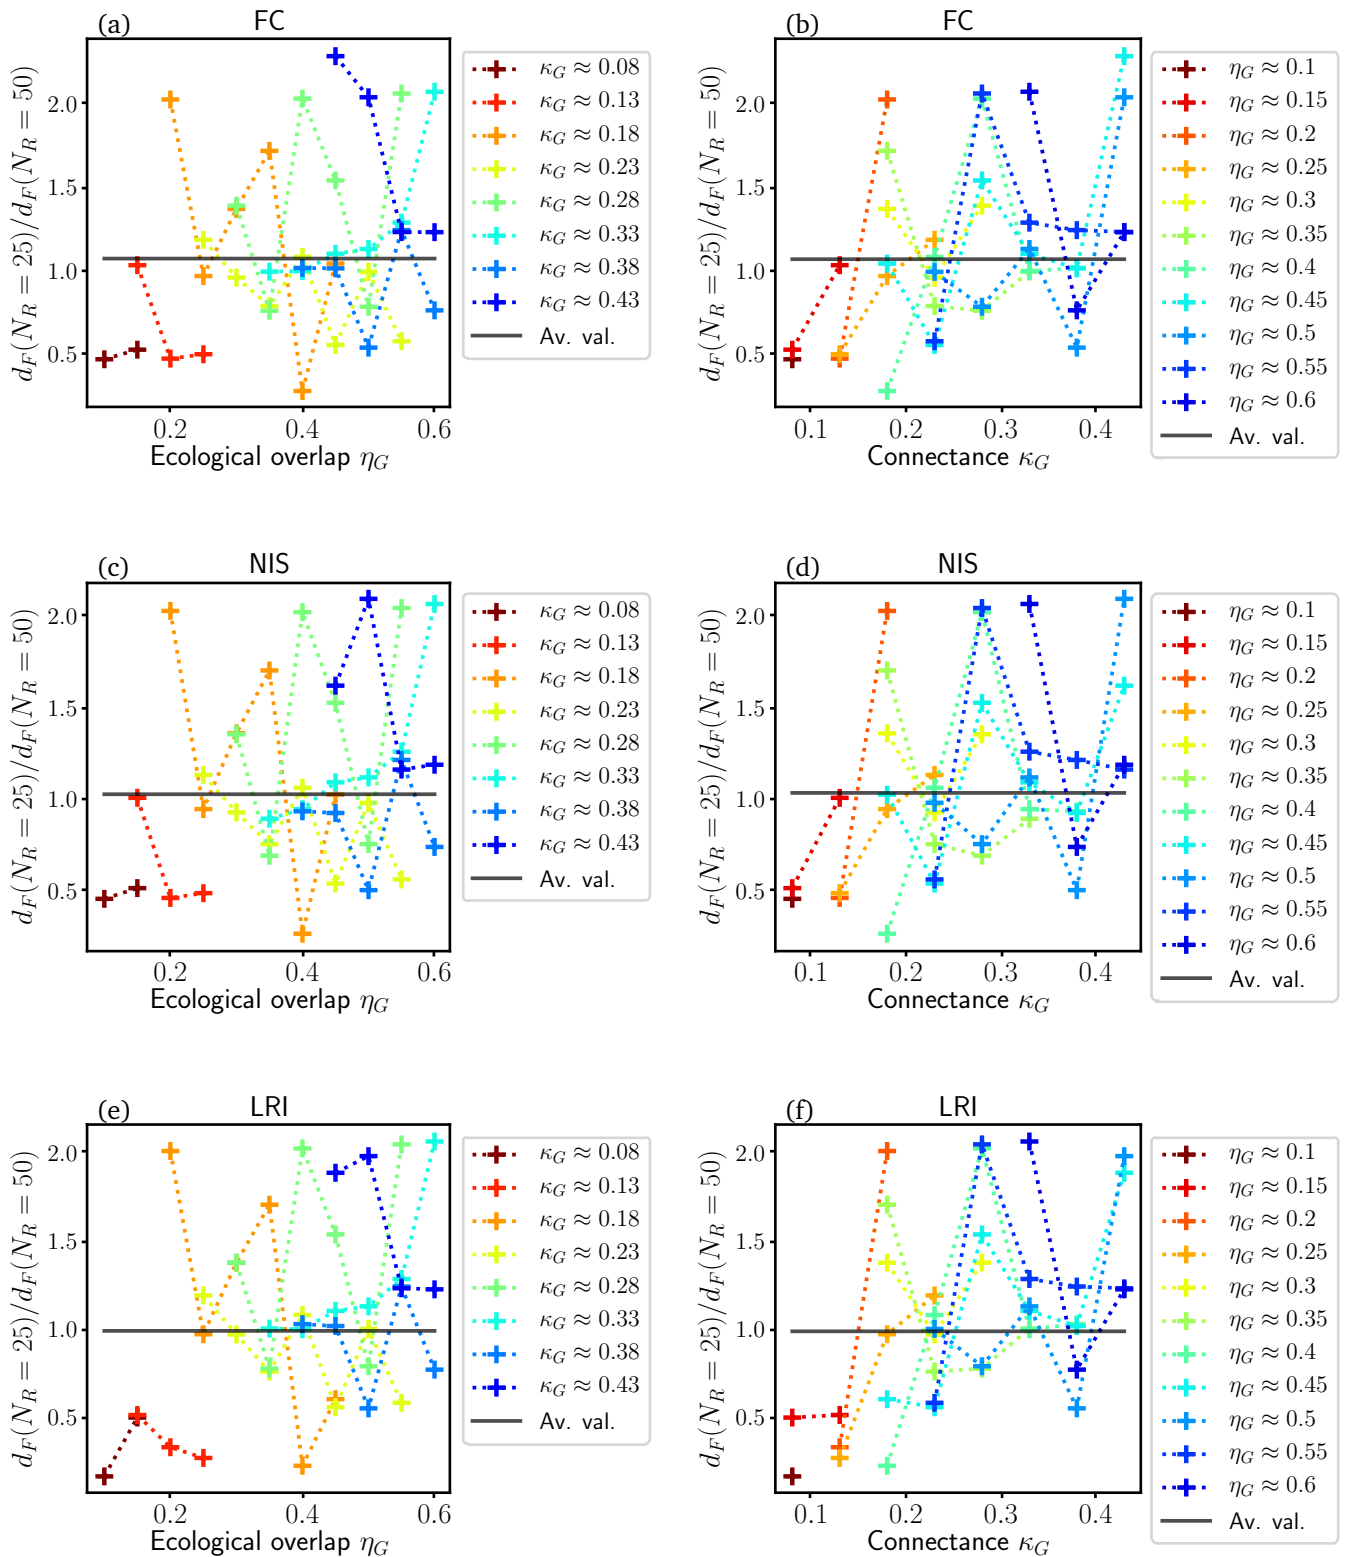 (a) FC
d_F(N_R = 25)/d_F(N_R = 50)
2.0
1.5
1.0
0.5
0.2 0.4 0.6
Ecological overlap η_G
κ_G ≈ 0.08
κ_G ≈ 0.13
κ_G ≈ 0.18
κ_G ≈ 0.23
κ_G ≈ 0.28
κ_G ≈ 0.33
κ_G ≈ 0.38
κ_G ≈ 0.43
Av. val.
(b) FC
d_F(N_R = 25)/d_F(N_R = 50)
2.0
1.5
1.0
0.5
0.1 0.2 0.3 0.4
Connectance κ_G
η_G ≈ 0.1
η_G ≈ 0.15
η_G ≈ 0.2
η_G ≈ 0.25
η_G ≈ 0.3
η_G ≈ 0.35
η_G ≈ 0.4
η_G ≈ 0.45
η_G ≈ 0.5
η_G ≈ 0.55
η_G ≈ 0.6
Av. val.
(c) NIS
d_F(N_R = 25)/d_F(N_R = 50)
2.0
1.5
1.0
0.5
0.2 0.4 0.6
Ecological overlap η_G
κ_G ≈ 0.08
κ_G ≈ 0.13
κ_G ≈ 0.18
κ_G ≈ 0.23
κ_G ≈ 0.28
κ_G ≈ 0.33
κ_G ≈ 0.38
κ_G ≈ 0.43
Av. val.
(d) NIS
d_F(N_R = 25)/d_F(N_R = 50)
2.0
1.5
1.0
0.5
0.1 0.2 0.3 0.4
Connectance κ_G
η_G ≈ 0.1
η_G ≈ 0.15
η_G ≈ 0.2
η_G ≈ 0.25
η_G ≈ 0.3
η_G ≈ 0.35
η_G ≈ 0.4
η_G ≈ 0.45
η_G ≈ 0.5
η_G ≈ 0.55
η_G ≈ 0.6
Av. val.
(e) LRI
d_F(N_R = 25)/d_F(N_R = 50)
2.0
1.5
1.0
0.5
0.2 0.4 0.6
Ecological overlap η_G
κ_G ≈ 0.08
κ_G ≈ 0.13
κ_G ≈ 0.18
κ_G ≈ 0.23
κ_G ≈ 0.28
κ_G ≈ 0.33
κ_G ≈ 0.38
κ_G ≈ 0.43
Av. val.
(f) LRI
d_F(N_R = 25)/d_F(N_R = 50)
2.0
1.5
1.0
0.5
0.1 0.2 0.3 0.4
Connectance κ_G
η_G ≈ 0.1
η_G ≈ 0.15
η_G ≈ 0.2
η_G ≈ 0.25
η_G ≈ 0.3
η_G ≈ 0.35
η_G ≈ 0.4
η_G ≈ 0.45
η_G ≈ 0.5
η_G ≈ 0.55
η_G ≈ 0.6
Av. val.